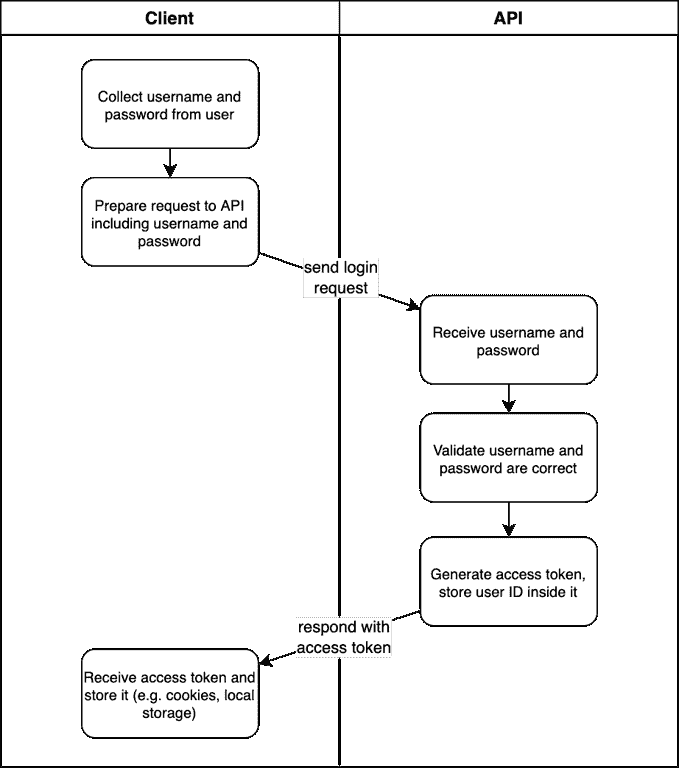 Client
API
Collect username and
password from user
Prepare request to API
including username and
password
send login
request
Receive username and
password
Validate username and
password are correct
Generate access token,
store user ID inside it
respond with
access token
Receive access token and
store it (e.g. cookies, local
storage)